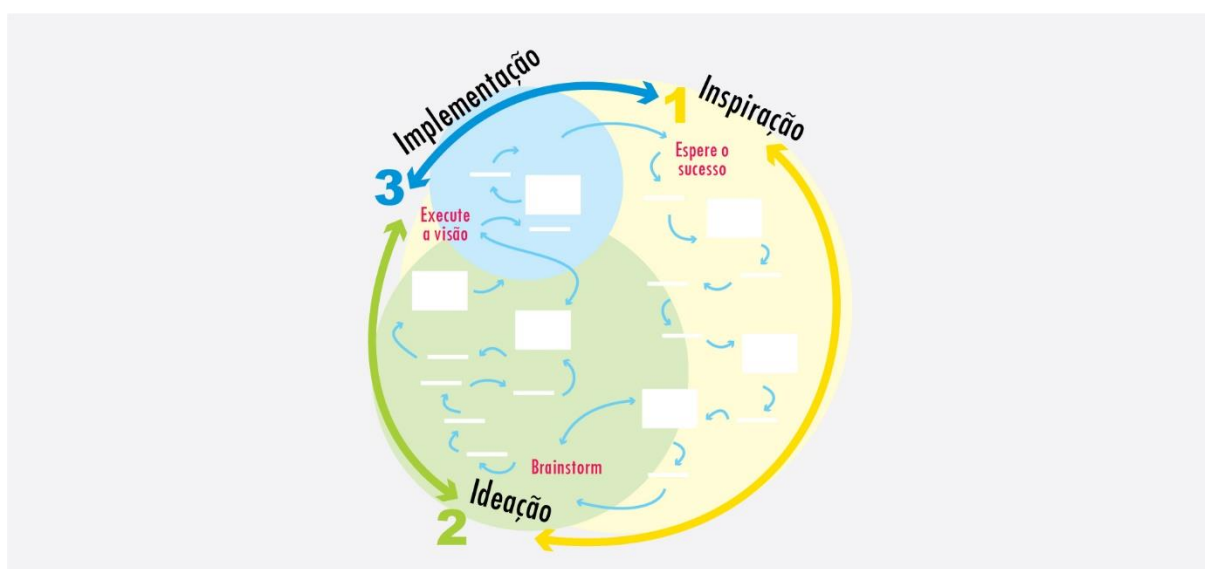 1
Inspiração
Espere o
sucesso
2
Ideação
Brainstorm
3
Implementação
Execute
a visão